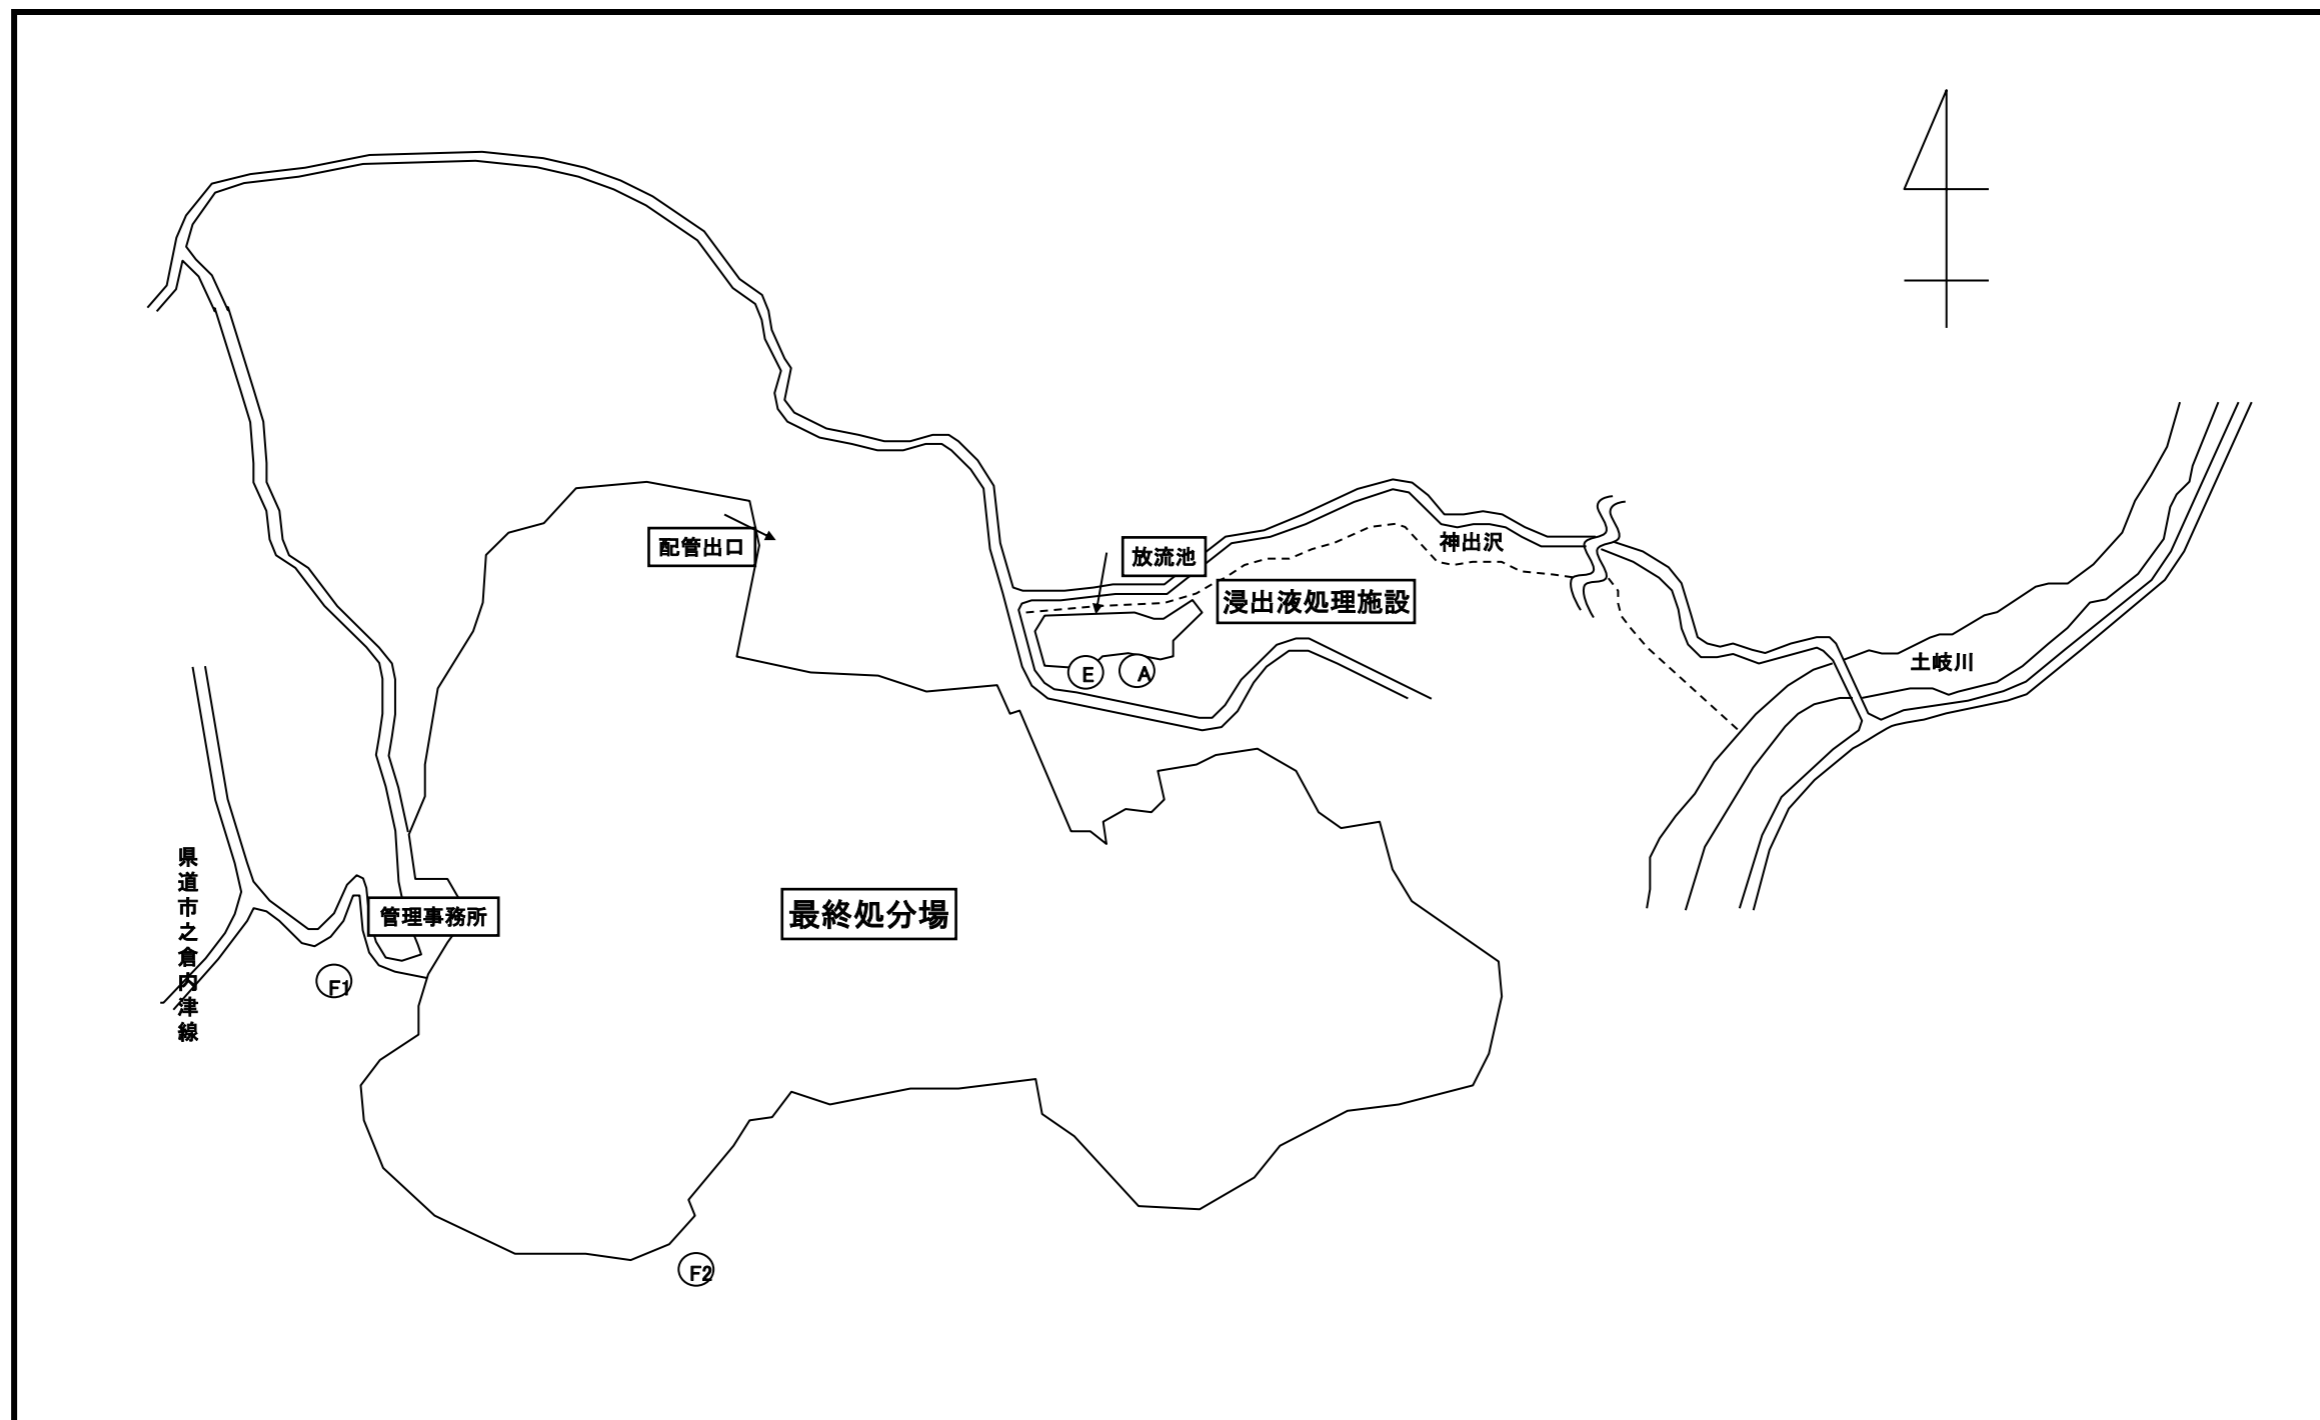 配管出口
放流池
神出沢
浸出液処理施設
土岐川
E
A
県道市之倉内津線
管理事務所
最終処分場
F1
F2